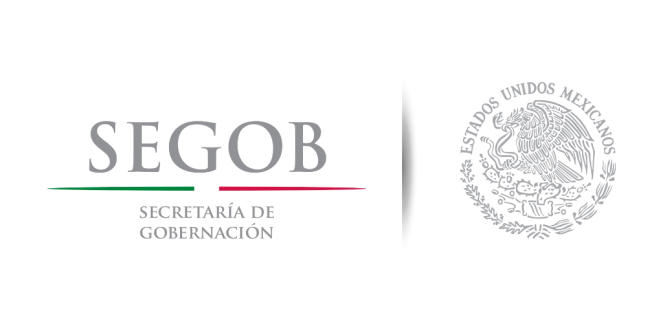 SEGOB
SECRETARÍA DE
GOBERNACIÓN
ESTADOS UNIDOS MEXICANOS